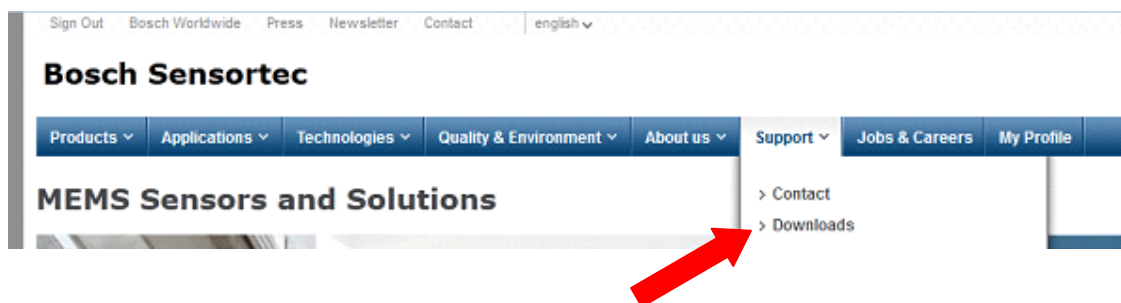 Sign Out Bosch Worldwide Press Newsletter Contact english
Bosch Sensortec
Products Applications Technologies Quality & Environment About us Support Jobs & Careers My Profile
MEMS Sensors and Solutions
> Contact
> Downloads